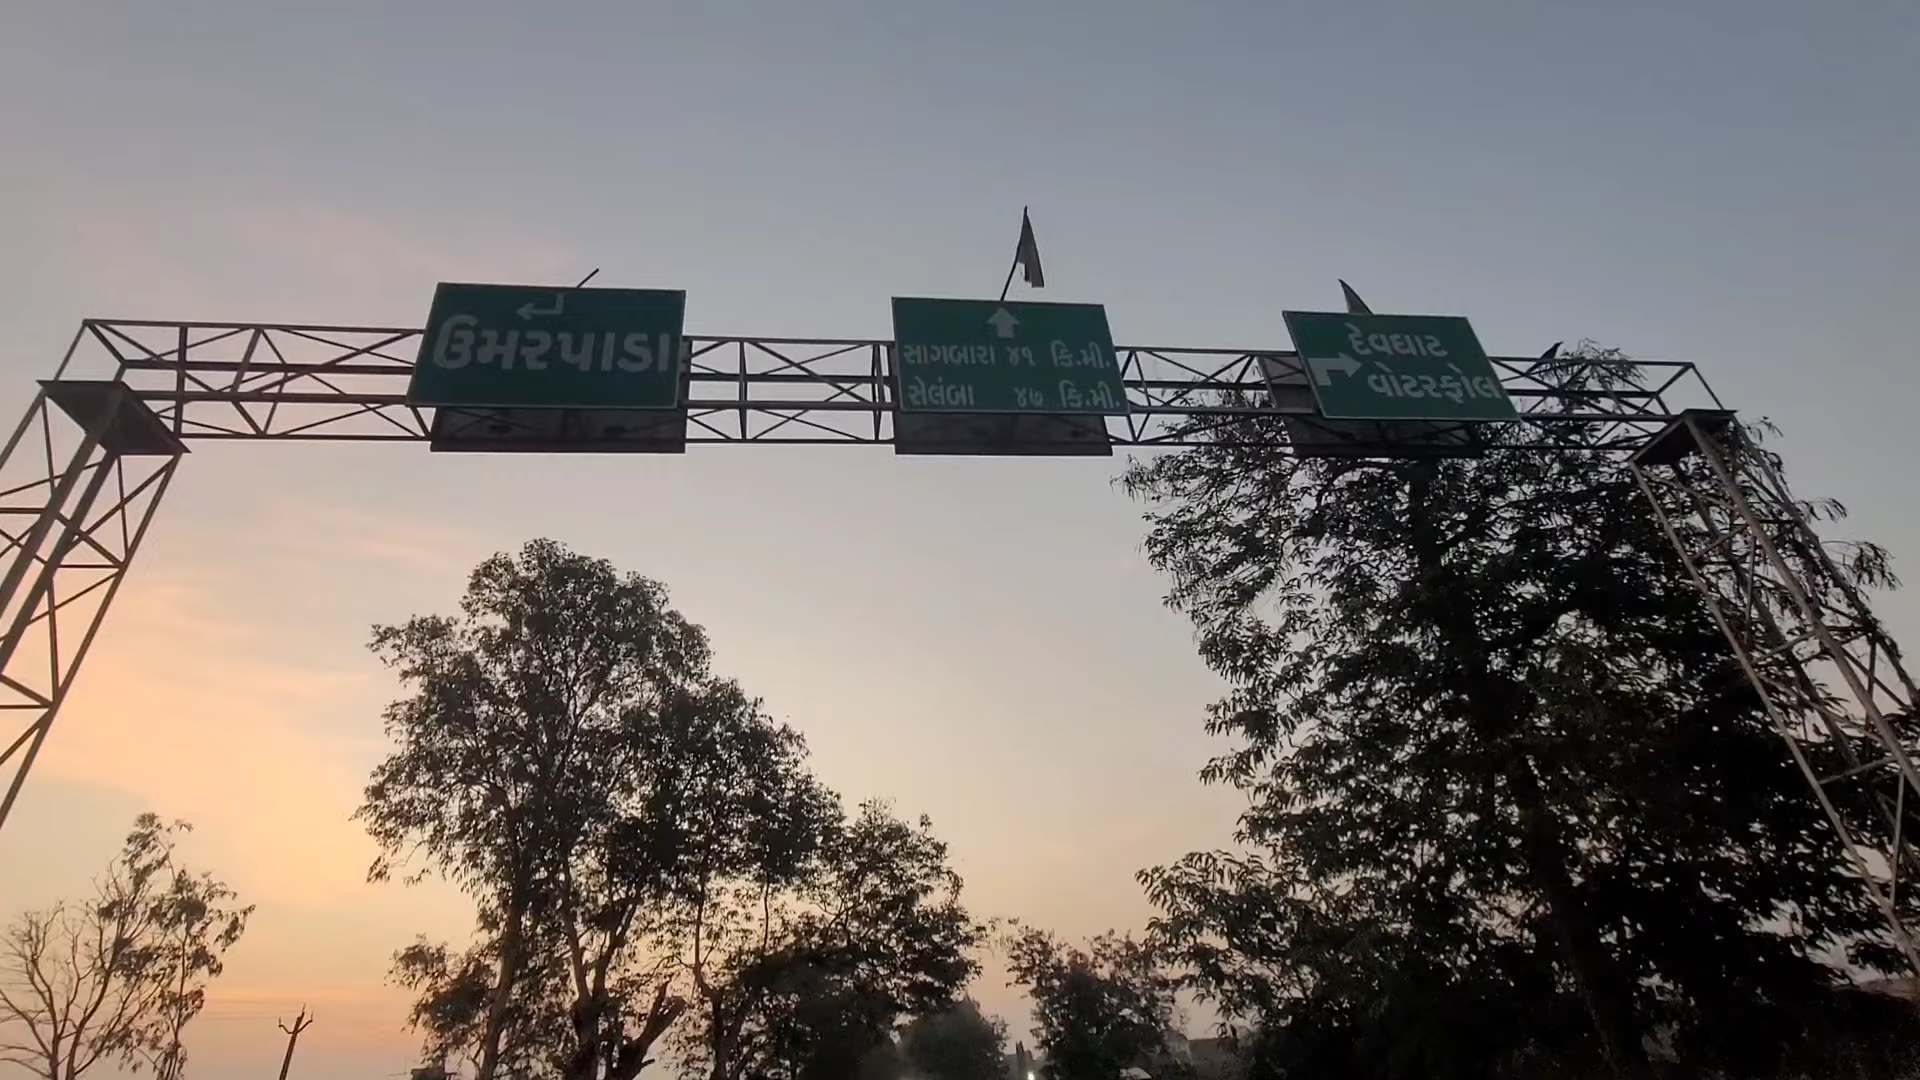 ઉમરપાડા
સાગબારા ૪૧ કિ.મી.
સેલંબા ૪૭ કિ.મી.
દેવઘાટ
વોટરફોલ